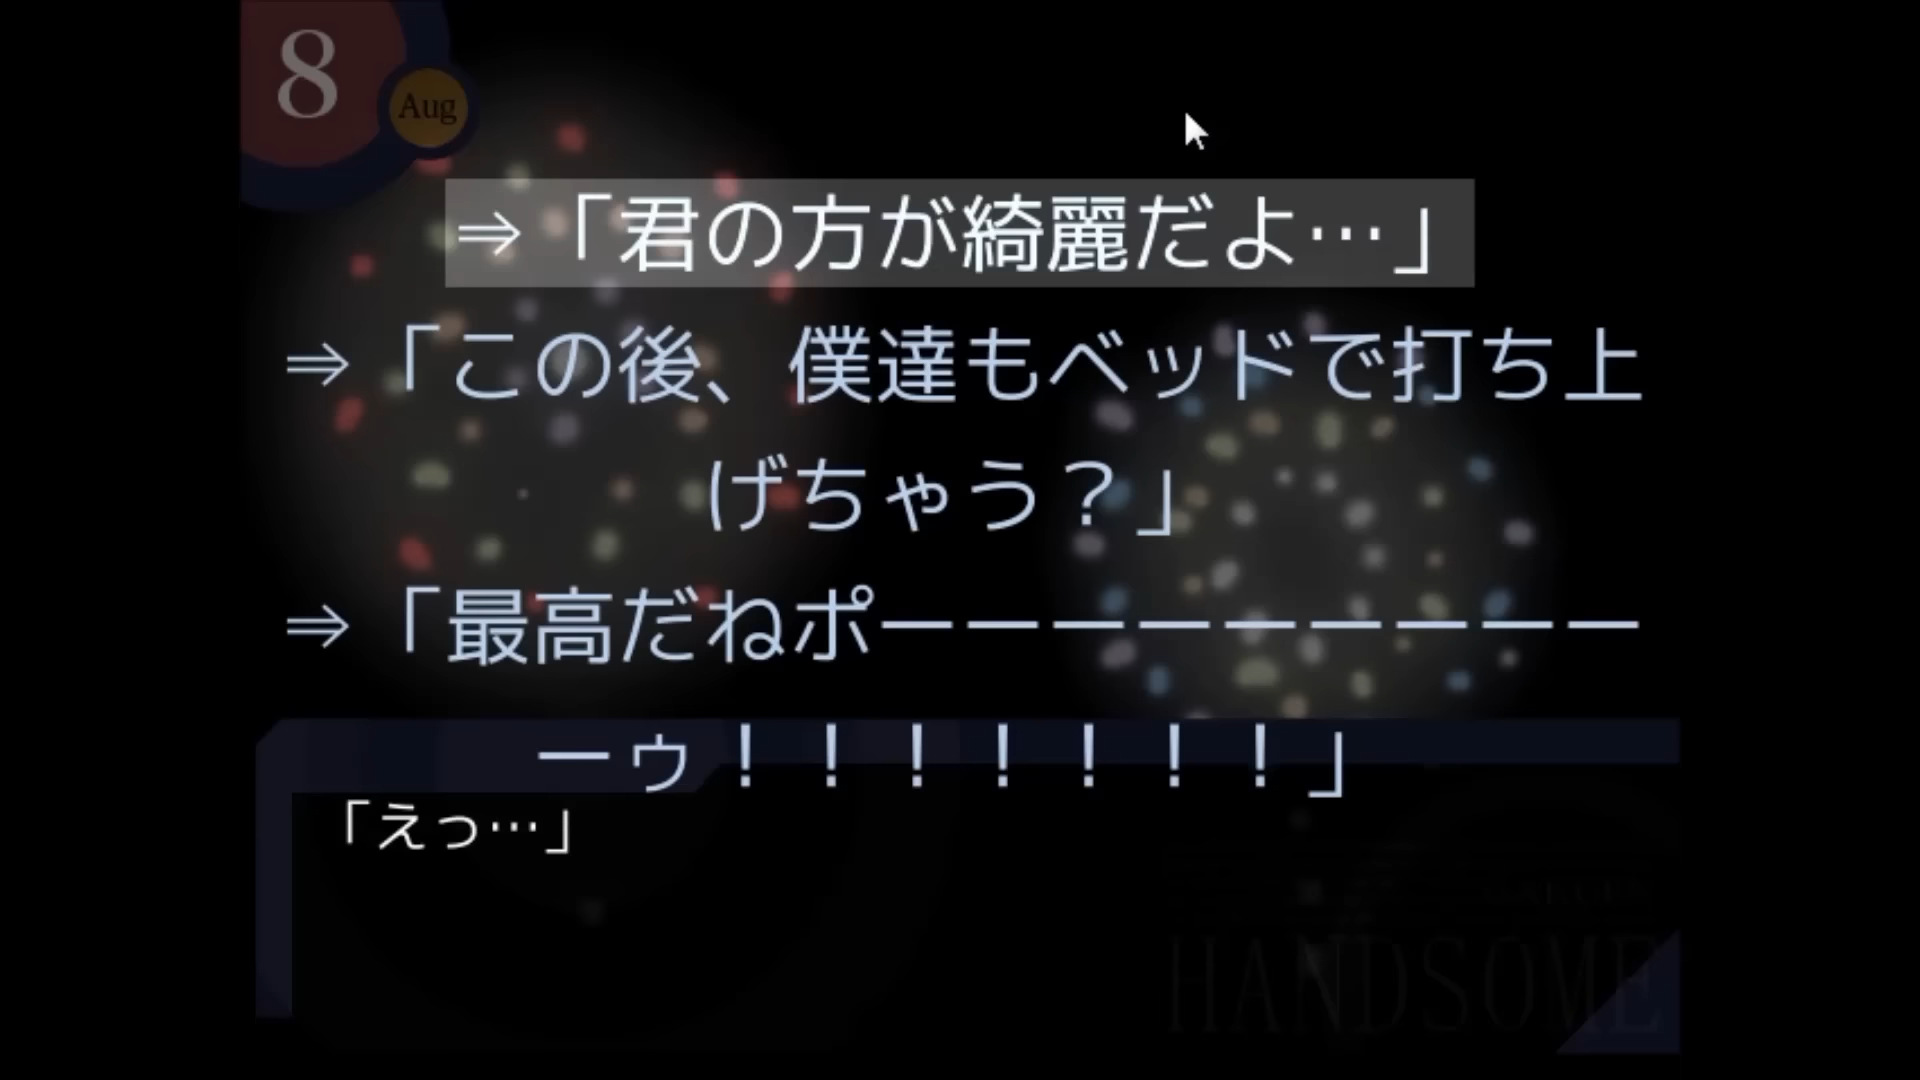 8
Aug
⇒「君の方が綺麗だよ…」
⇒「この後、僕達もベッドで打ち上
げちゃう？」
⇒「最高だねポーーーーーーーーー
ーゥ！！！！！！！」
「えっ…」
HANDSOME